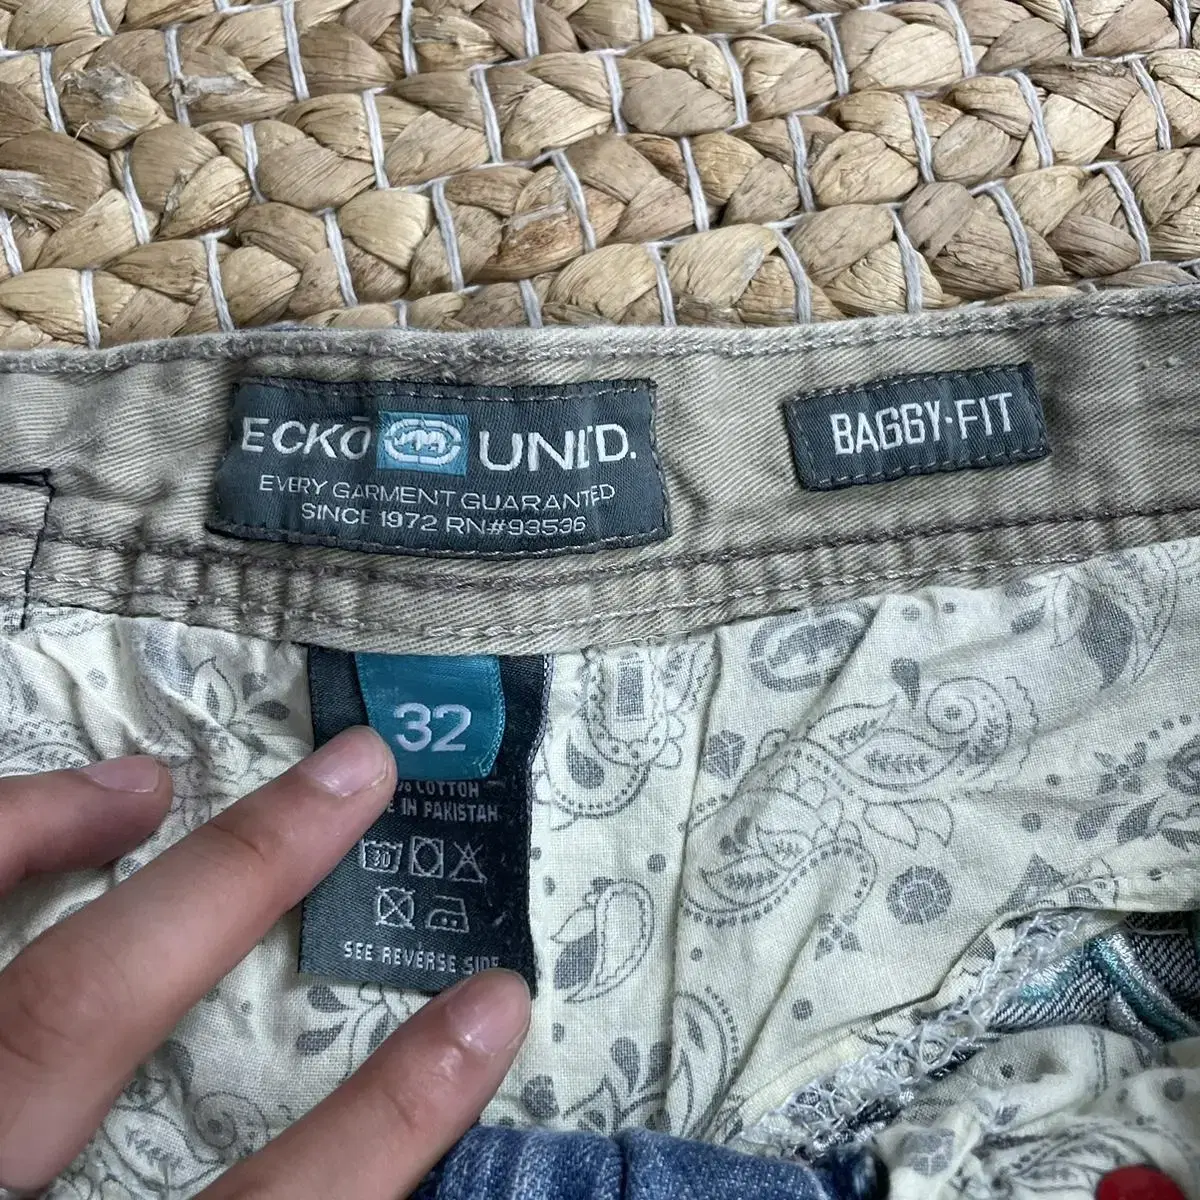 ECKŌ UNLTD.
EVERY GARMENT GUARANTEED
SINCE 1972 RN#93536
BAGGY·FIT
32
% COTTON
IN PAKISTAN
30
SEE REVERSE SIDE